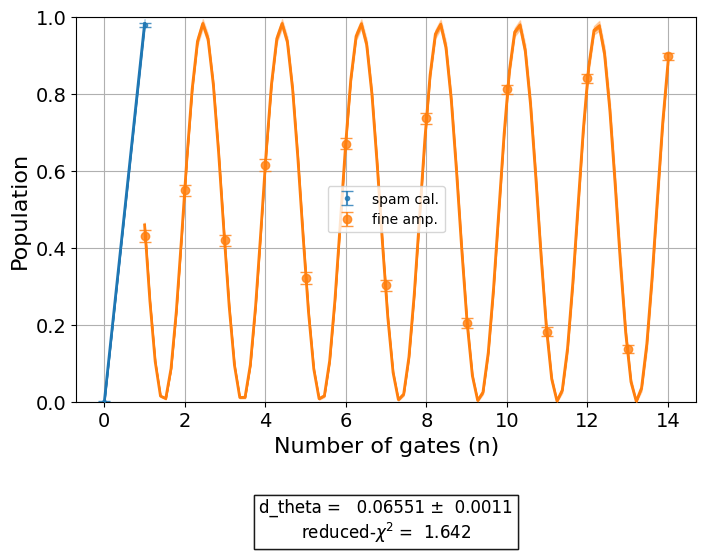 1.0
0.8
0.6
0.4
0.2
0.0
Population
spam cal.
fine amp.
0 2 4 6 8 10 12 14
Number of gates (n)
d_theta = 0.06551 ± 0.0011
reduced-χ² = 1.642